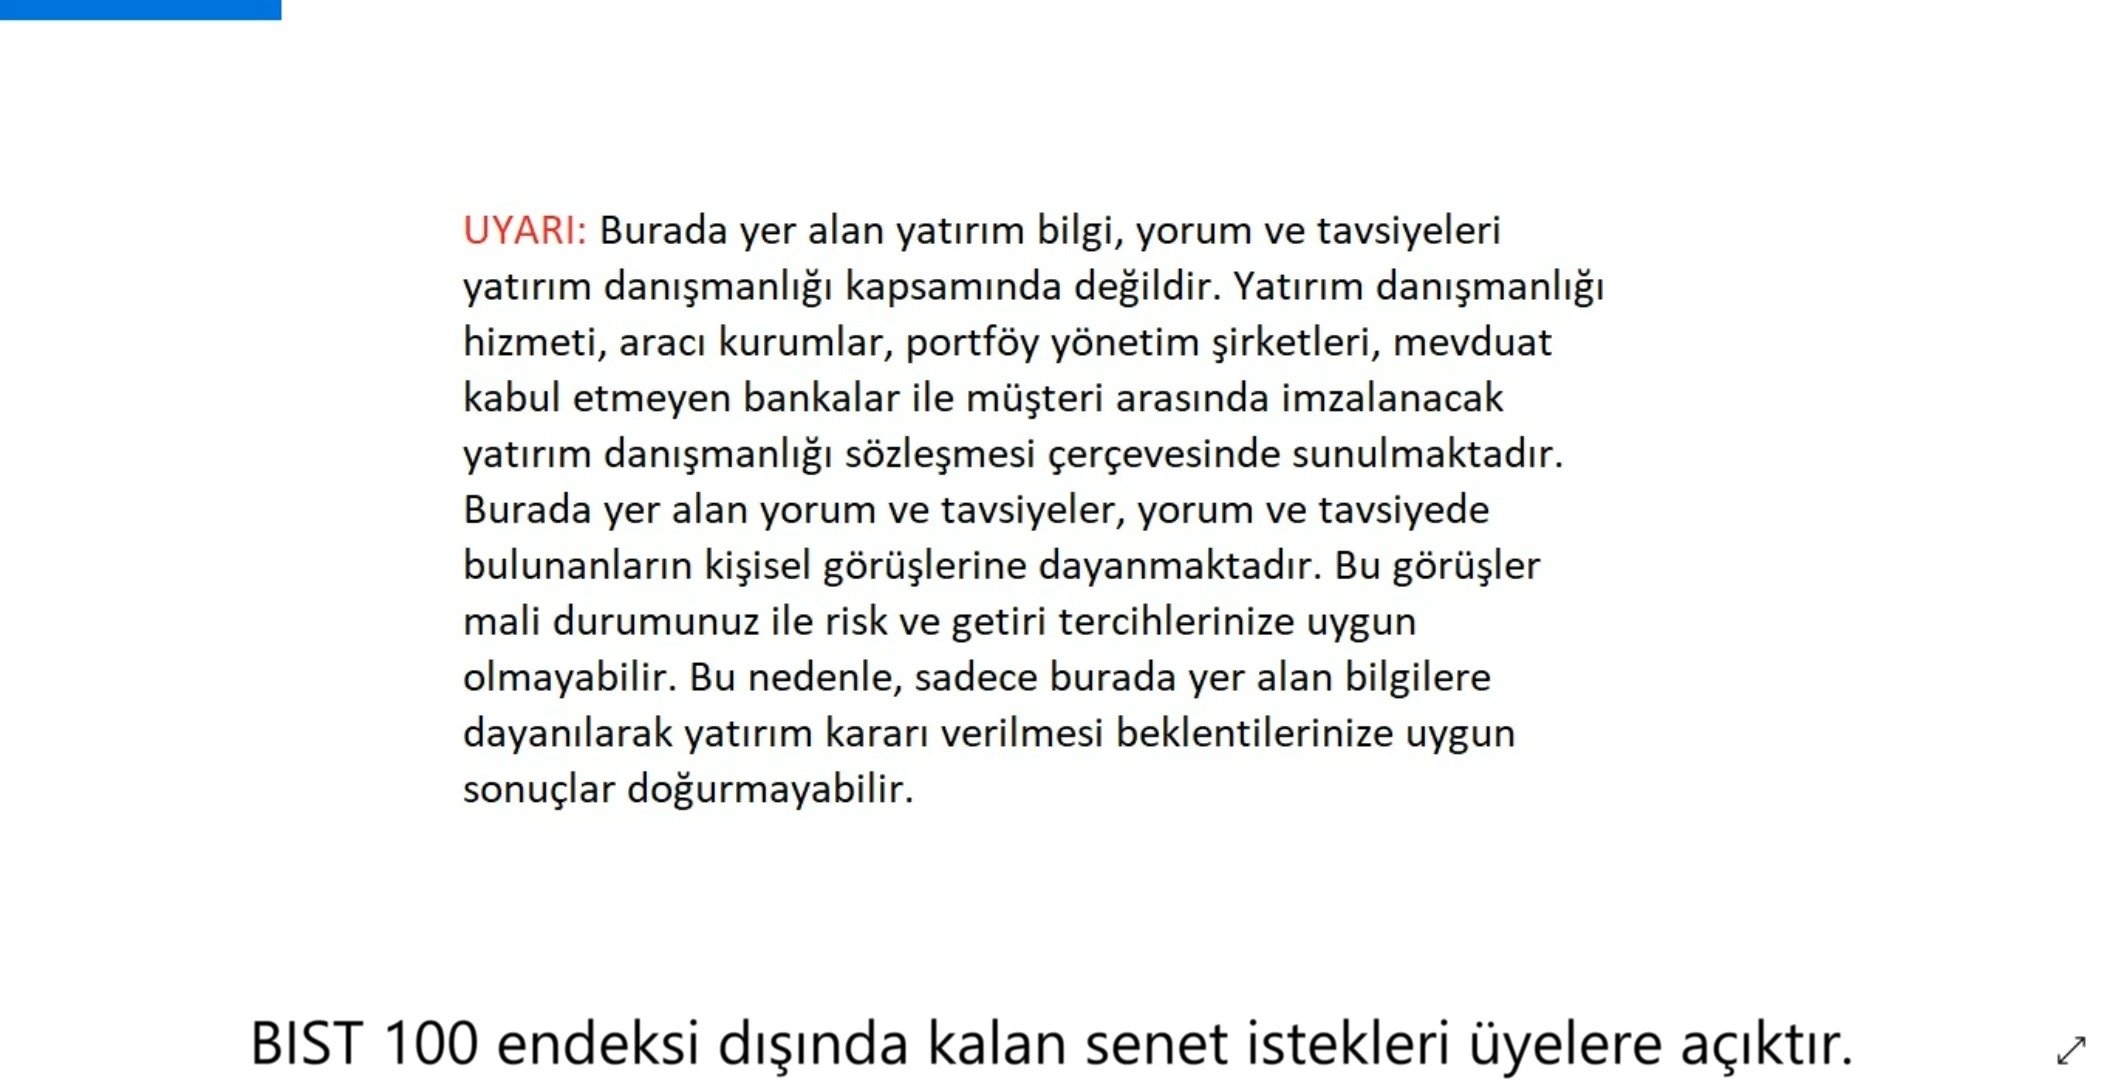 UYARI: Burada yer alan yatırım bilgi, yorum ve tavsiyeleri
yatırım danışmanlığı kapsamında değildir. Yatırım danışmanlığı
hizmeti, aracı kurumlar, portföy yönetim şirketleri, mevduat
kabul etmeyen bankalar ile müşteri arasında imzalanacak
yatırım danışmanlığı sözleşmesi çerçevesinde sunulmaktadır.
Burada yer alan yorum ve tavsiyeler, yorum ve tavsiyede
bulunanların kişisel görüşlerine dayanmaktadır. Bu görüşler
mali durumunuz ile risk ve getiri tercihlerinize uygun
olmayabilir. Bu nedenle, sadece burada yer alan bilgilere
dayanılarak yatırım kararı verilmesi beklentilerinize uygun
sonuçlar doğurmayabilir.
BIST 100 endeksi dışında kalan senet istekleri üyelere açıktır.